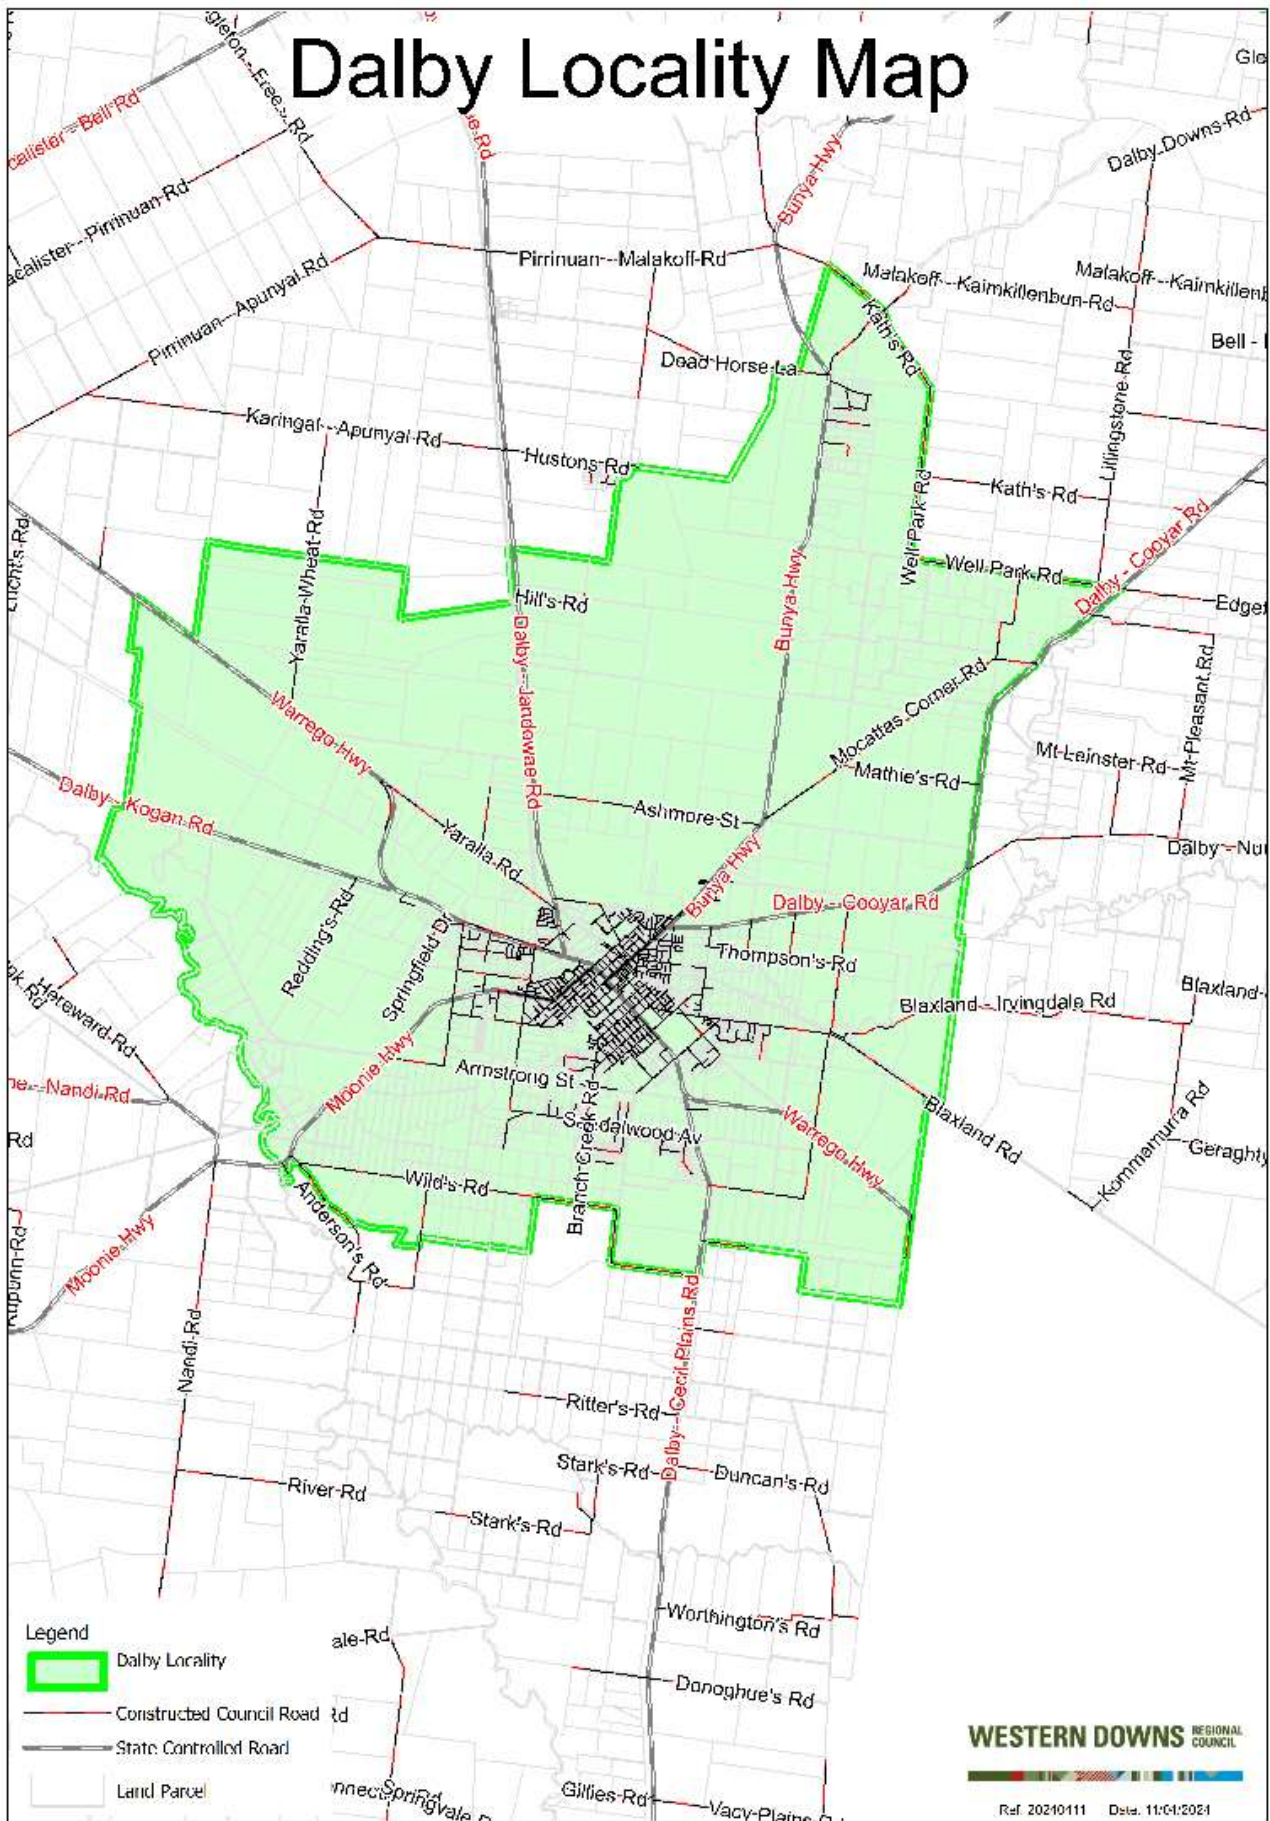 Dalby Locality Map
Bunya Hwy
Dalby Downs Rd
Pirrinuan - Malakoff Rd
Malakoff - Kaimkillenbun Rd
Pirrinuan - Apunyal Rd
Kath's Rd
Dead Horse La
Lillingstone Rd
Karingal - Apunyal Rd
Hustons Rd
Kath's Rd
Well Park Rd
Yaralla Wheat Rd
Well Park Rd
Dalby - Cooyar Rd
Hill's Rd
Bunya Hwy
Dalby - Jandowae Rd
Mt Pleasant Rd
Mocattas Corner Rd
Warrego Hwy
Mt Leinster Rd
Mathie's Rd
Dalby - Kogan Rd
Ashmore St
Yaralla Rd
Bunya Hwy
Dalby - Cooyar Rd
Redding's Rd
Springfield Dr
Thompson's Rd
Hereward Rd
Blaxland - Irvingdale Rd
Moonie Hwy
Armstrong St
Blaxland Rd
Kommamurra Rd
Branch Creek Rd
Sandalwood Av
Warrego Hwy
Wild's Rd
Anderson's Rd
Moonie Hwy
Nandi Rd
Dalby - Cecil Plains Rd
Ritter's Rd
Stark's Rd
Duncan's Rd
River Rd
Stark's Rd
Worthington's Rd
Donoghue's Rd
Gillies Rd
Legend
Dalby Locality
Constructed Council Road
State Controlled Road
Land Parcel
WESTERN DOWNS REGIONAL
COUNCIL
Ref: 20240411 Date: 11/04/2024